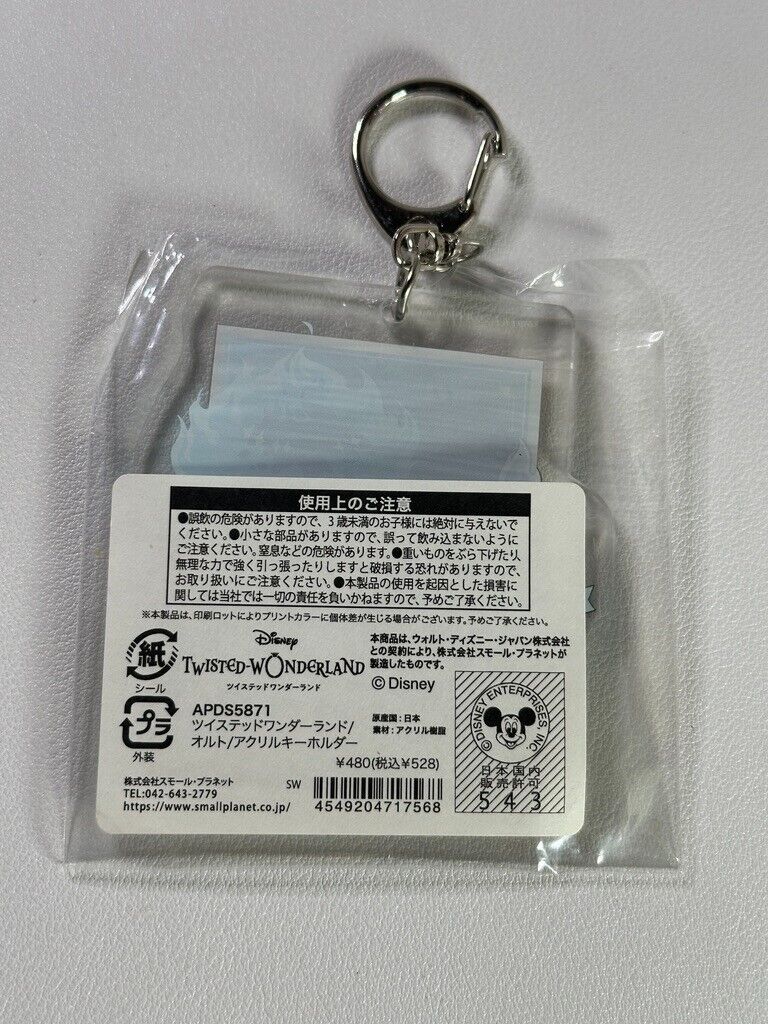 使用上のご注意
●誤飲の危険がありますので、3歳未満のお子様には絶対に与えないで
ください。●小さな部品がありますので、誤って飲み込まないように
ご注意ください。窒息などの危険があります。●重いものをぶら下げたり、
無理な力で強く引っ張ったりしますと破損する恐れがありますので、
お取り扱いにご注意ください。●本製品の使用を起因とした損害に
関しては当社では一切の責任を負いかねますので、予めご了承ください。
※本製品は、印刷ロットによりプリントカラーに個体差が生じる場合がございます。予めご了承ください。
紙
シール
プラ
外装
Disney
TWISTED-WONDERLAND
ツイステッドワンダーランド
本商品は、ウォルト・ディズニー・ジャパン株式会社
との契約により、株式会社スモール・プラネットが
製造したものです。
©Disney
APDS5871
ツイステッドワンダーランド/
オルト/アクリルキーホルダー
原産国:日本
素材:アクリル樹脂
¥480(税込¥528)
©DISNEY ENTERPRISES, INC.
日本国内
販売許可
543
株式会社スモール・プラネット
TEL:042-643-2779
https://www.smallplanet.co.jp/
SW
4549204717568